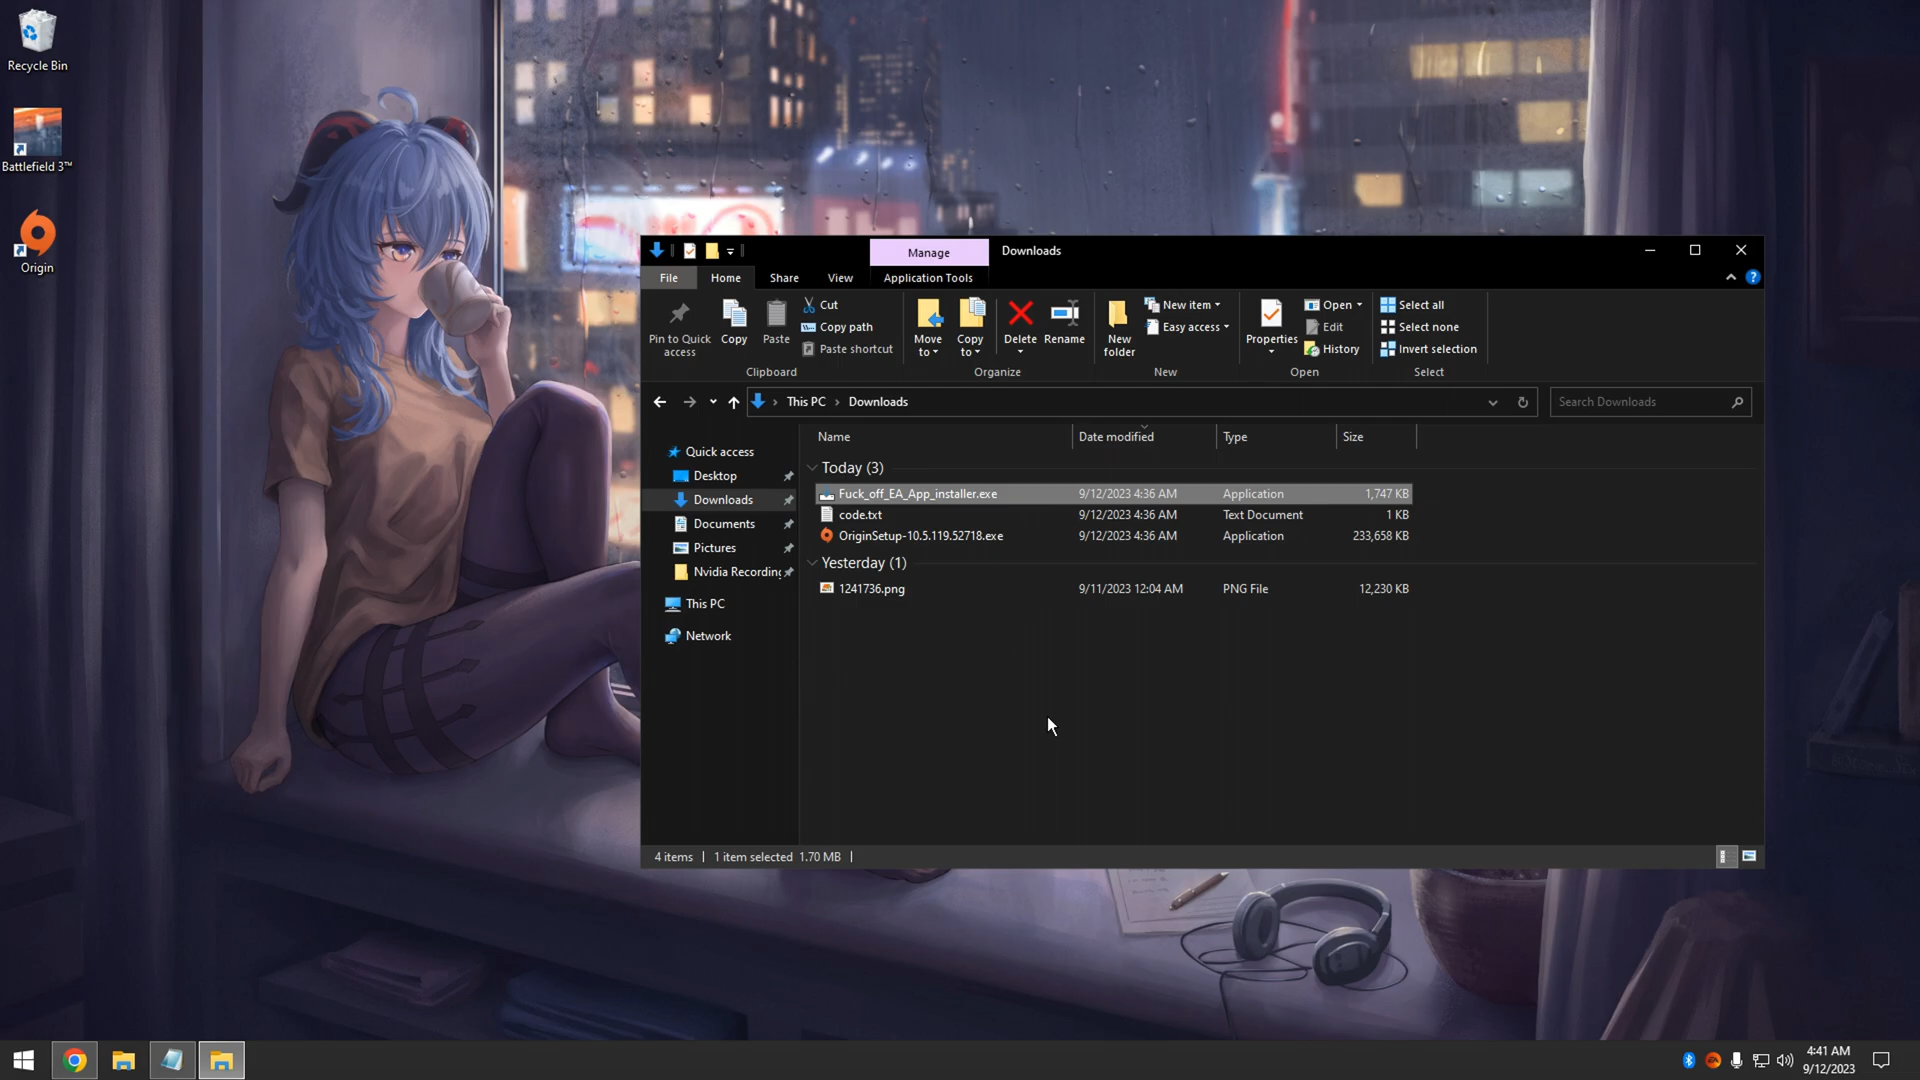 Recycle Bin
Battlefield 3™
Origin
Manage
Downloads
File
Home
Share
View
Application Tools
Pin to Quick access
Copy
Paste
Cut
Copy path
Paste shortcut
Move to
Copy to
Delete
Rename
New folder
New item
Easy access
Properties
Open
Edit
History
Select all
Select none
Invert selection
Clipboard
Organize
New
Open
Select
This PC
Downloads
Search Downloads
Quick access
Desktop
Downloads
Documents
Pictures
Nvidia Recording
This PC
Network
Name Date modified Type Size
Today (3)
Fuck_off_EA_App_installer.exe 9/12/2023 4:36 AM Application 1,747 KB
code.txt 9/12/2023 4:36 AM Text Document 1 KB
OriginSetup-10.5.119.52718.exe 9/12/2023 4:36 AM Application 233,658 KB
Yesterday (1)
1241736.png 9/11/2023 12:04 AM PNG File 12,230 KB
4 items 1 item selected 1.70 MB
4:41 AM
9/12/2023